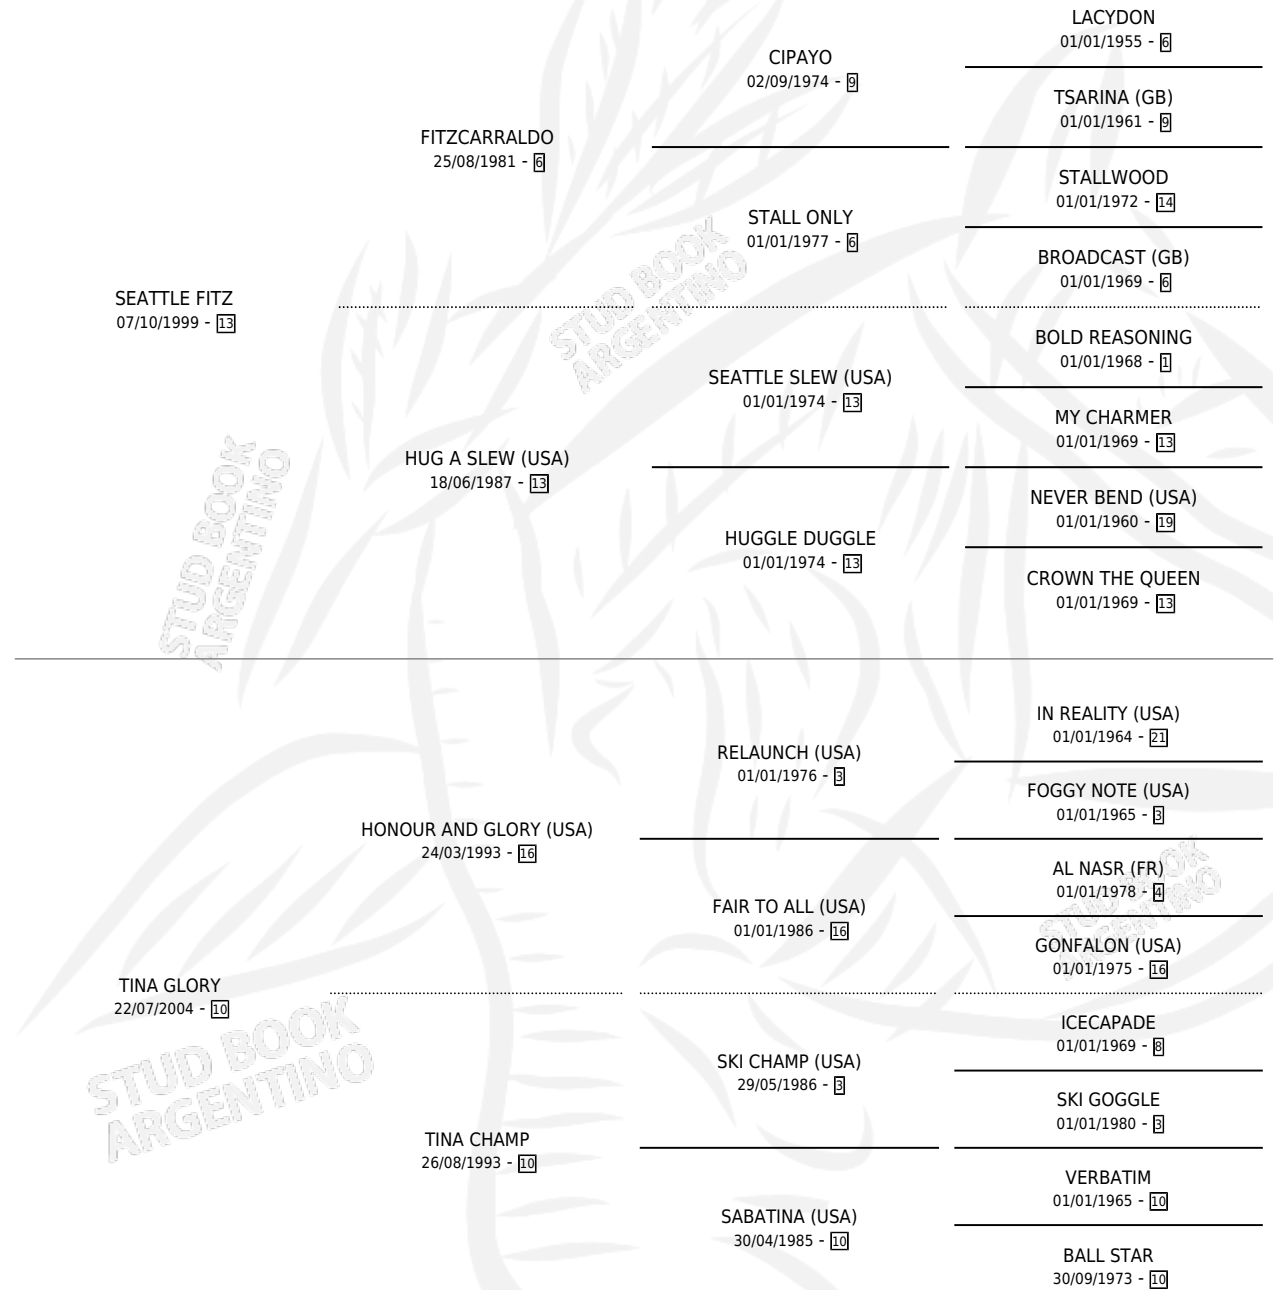 LACYDON
01/01/1955 - 6
CIPAYO
02/09/1974 - 9
TSARINA (GB)
01/01/1961 - 9
FITZCARRALDO
25/08/1981 - 6
STALLWOOD
01/01/1972 - 14
STALL ONLY
01/01/1977 - 6
BROADCAST (GB)
01/01/1969 - 6
SEATTLE FITZ
07/10/1999 - 13
BOLD REASONING
01/01/1968 - 1
SEATTLE SLEW (USA)
01/01/1974 - 13
MY CHARMER
01/01/1969 - 13
HUG A SLEW (USA)
18/06/1987 - 13
NEVER BEND (USA)
01/01/1960 - 19
HUGGLE DUGGLE
01/01/1974 - 13
CROWN THE QUEEN
01/01/1969 - 13
IN REALITY (USA)
01/01/1964 - 21
RELAUNCH (USA)
01/01/1976 - 3
FOGGY NOTE (USA)
01/01/1965 - 3
HONOUR AND GLORY (USA)
24/03/1993 - 16
AL NASR (FR)
01/01/1978 - 4
FAIR TO ALL (USA)
01/01/1986 - 16
GONFALON (USA)
01/01/1975 - 16
TINA GLORY
22/07/2004 - 10
ICECAPADE
01/01/1969 - 8
SKI CHAMP (USA)
29/05/1986 - 3
SKI GOGGLE
01/01/1980 - 3
TINA CHAMP
26/08/1993 - 10
VERBATIM
01/01/1965 - 10
SABATINA (USA)
30/04/1985 - 10
BALL STAR
30/09/1973 - 10
STUD BOOK
ARGENTINO
STUD BOOK
ARGENTINO
STUD BOOK
ARGENTINO
STUD BOOK
ARGENTINO